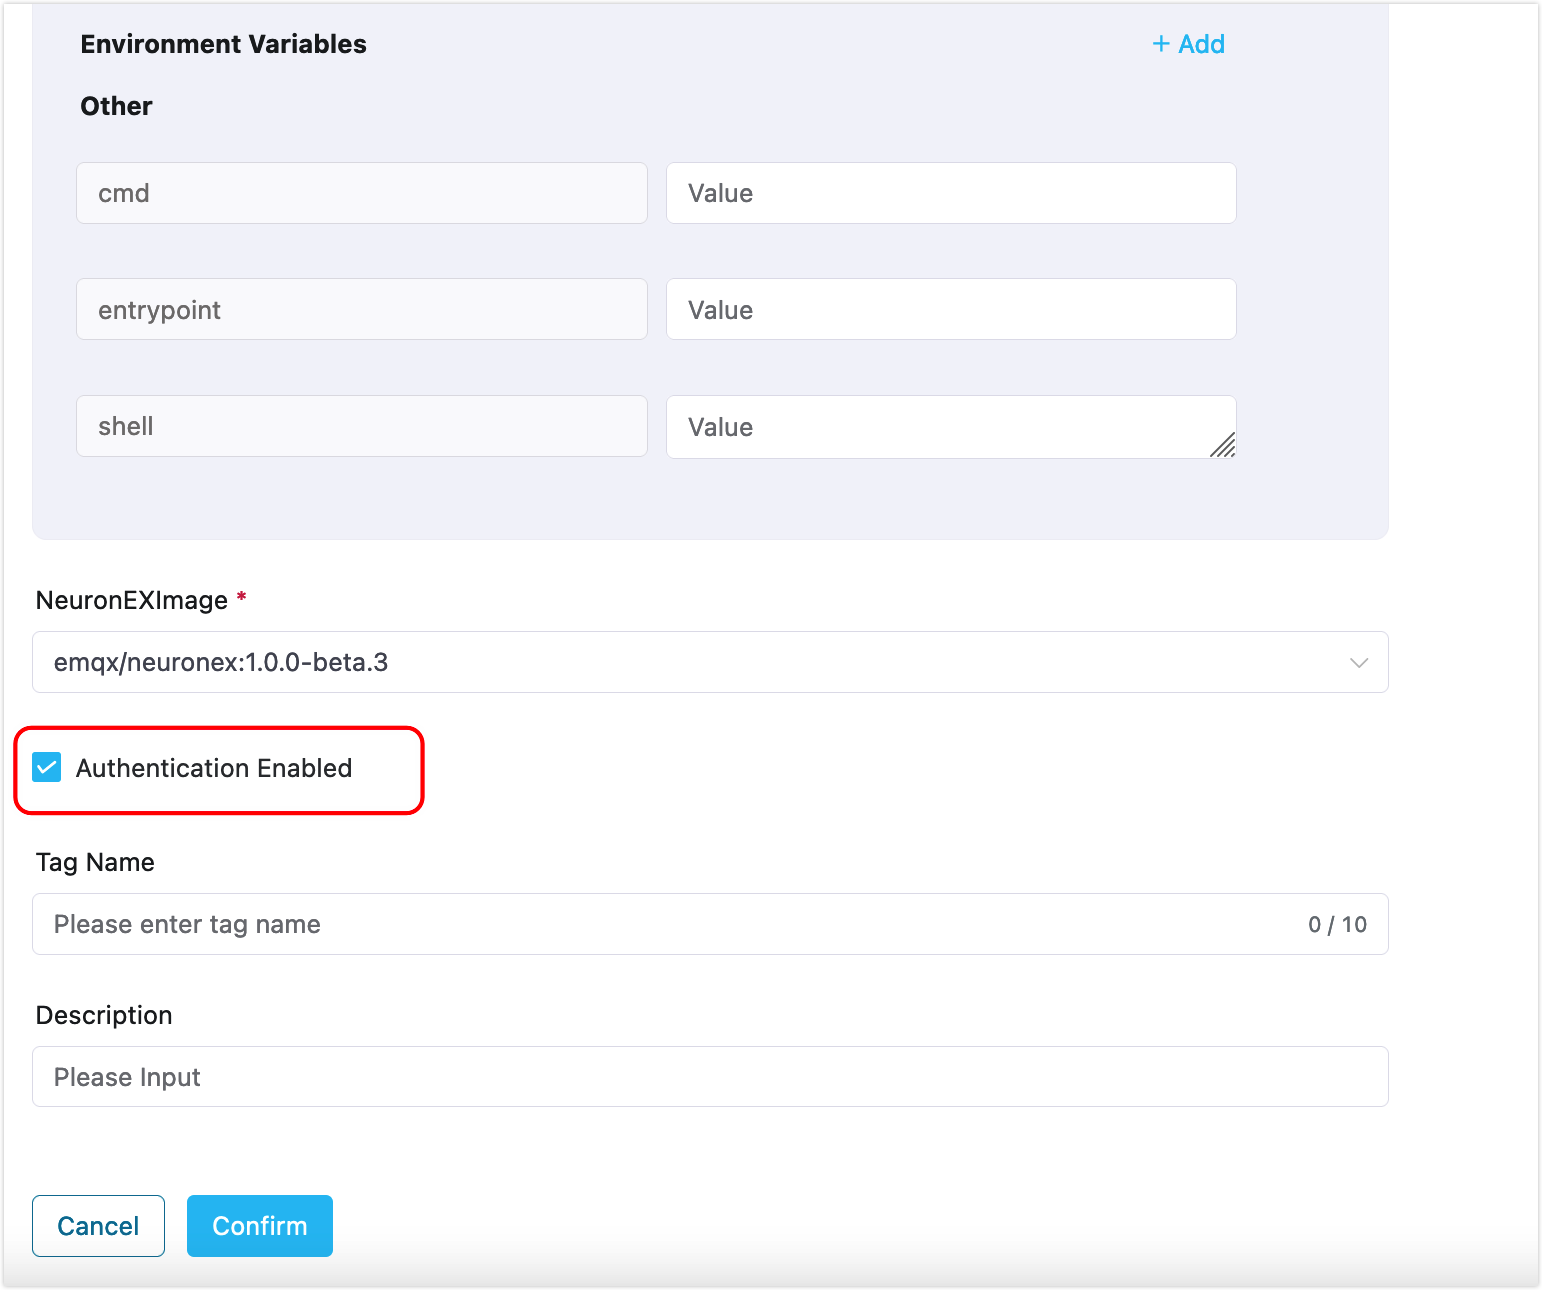 Environment Variables + Add
Other
cmd Value
entrypoint Value
shell Value
NeuronEXImage *
emqx/neuronex:1.0.0-beta.3
Authentication Enabled
Tag Name
Please enter tag name 0 / 10
Description
Please Input
Cancel Confirm